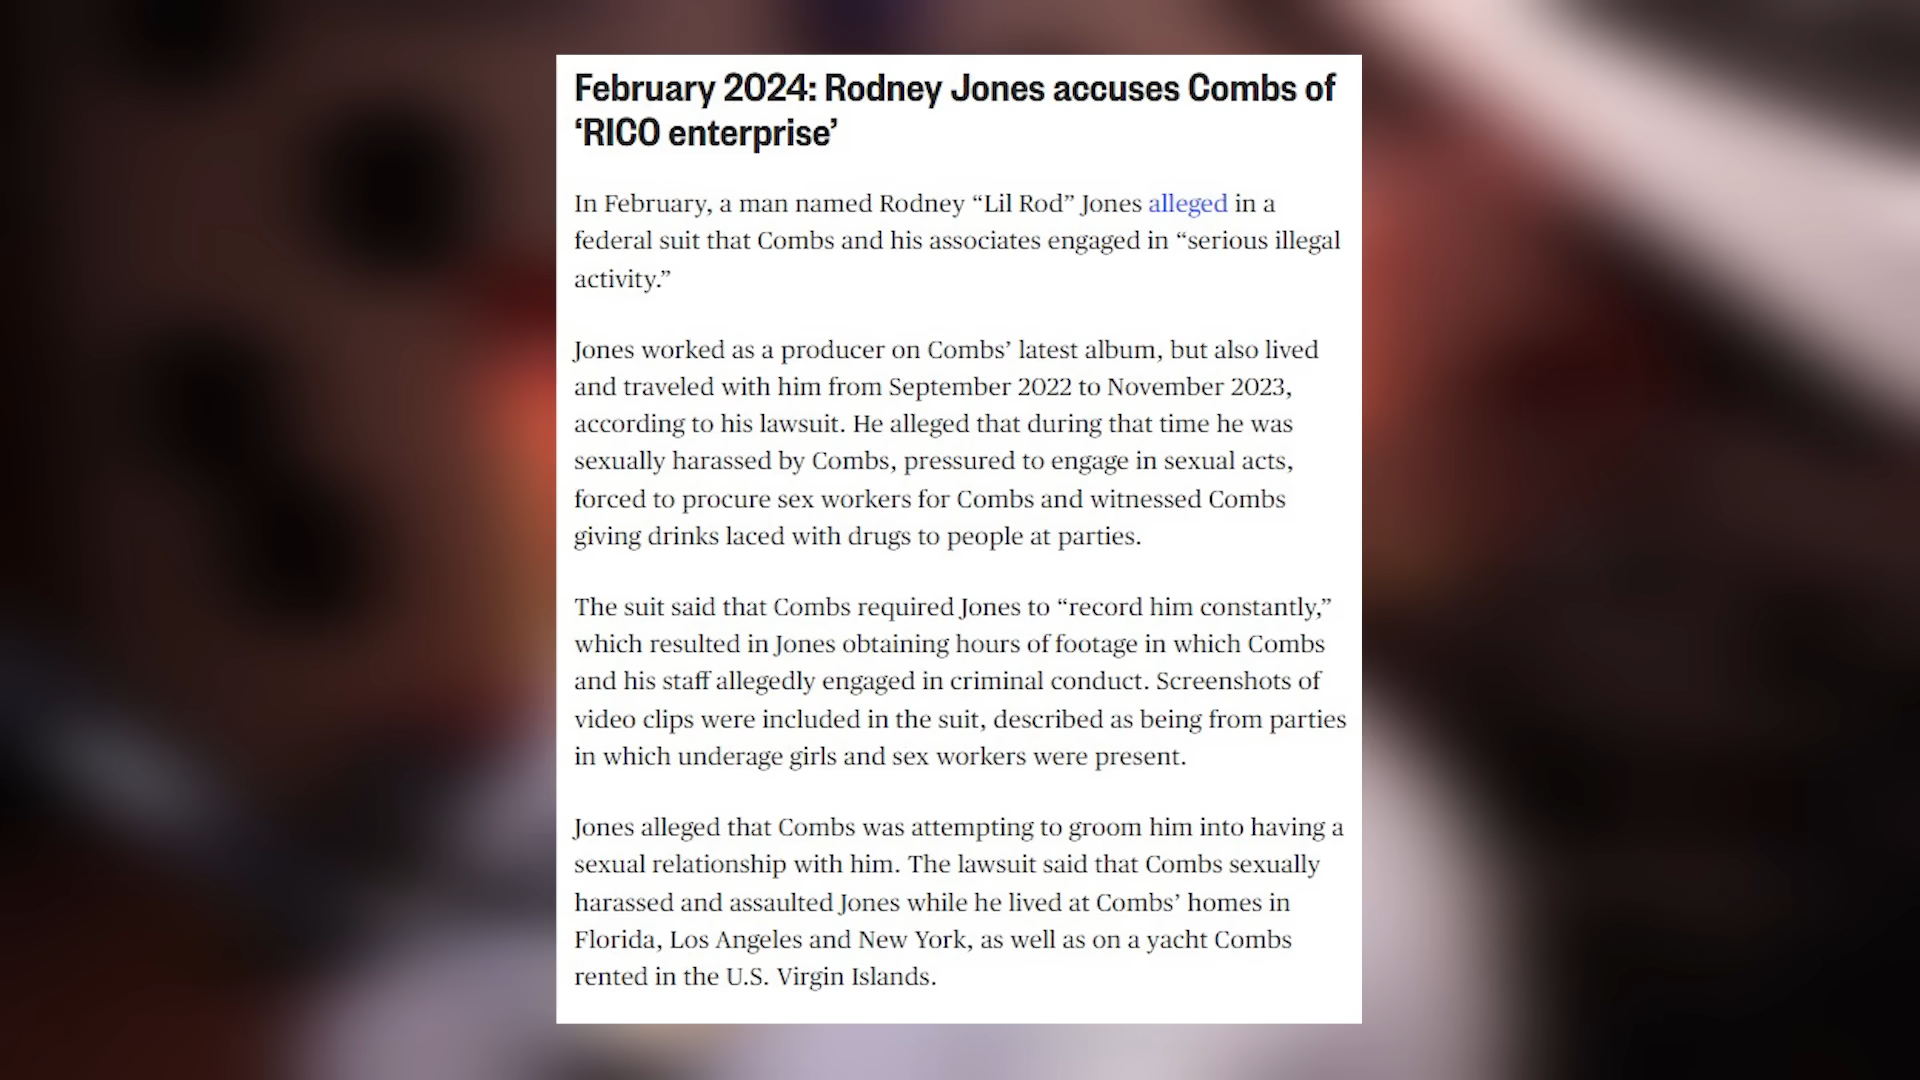 February 2024: Rodney Jones accuses Combs of
‘RICO enterprise’
In February, a man named Rodney “Lil Rod” Jones alleged in a
federal suit that Combs and his associates engaged in “serious illegal
activity.”
Jones worked as a producer on Combs’ latest album, but also lived
and traveled with him from September 2022 to November 2023,
according to his lawsuit. He alleged that during that time he was
sexually harassed by Combs, pressured to engage in sexual acts,
forced to procure sex workers for Combs and witnessed Combs
giving drinks laced with drugs to people at parties.
The suit said that Combs required Jones to “record him constantly,”
which resulted in Jones obtaining hours of footage in which Combs
and his staff allegedly engaged in criminal conduct. Screenshots of
video clips were included in the suit, described as being from parties
in which underage girls and sex workers were present.
Jones alleged that Combs was attempting to groom him into having a
sexual relationship with him. The lawsuit said that Combs sexually
harassed and assaulted Jones while he lived at Combs’ homes in
Florida, Los Angeles and New York, as well as on a yacht Combs
rented in the U.S. Virgin Islands.